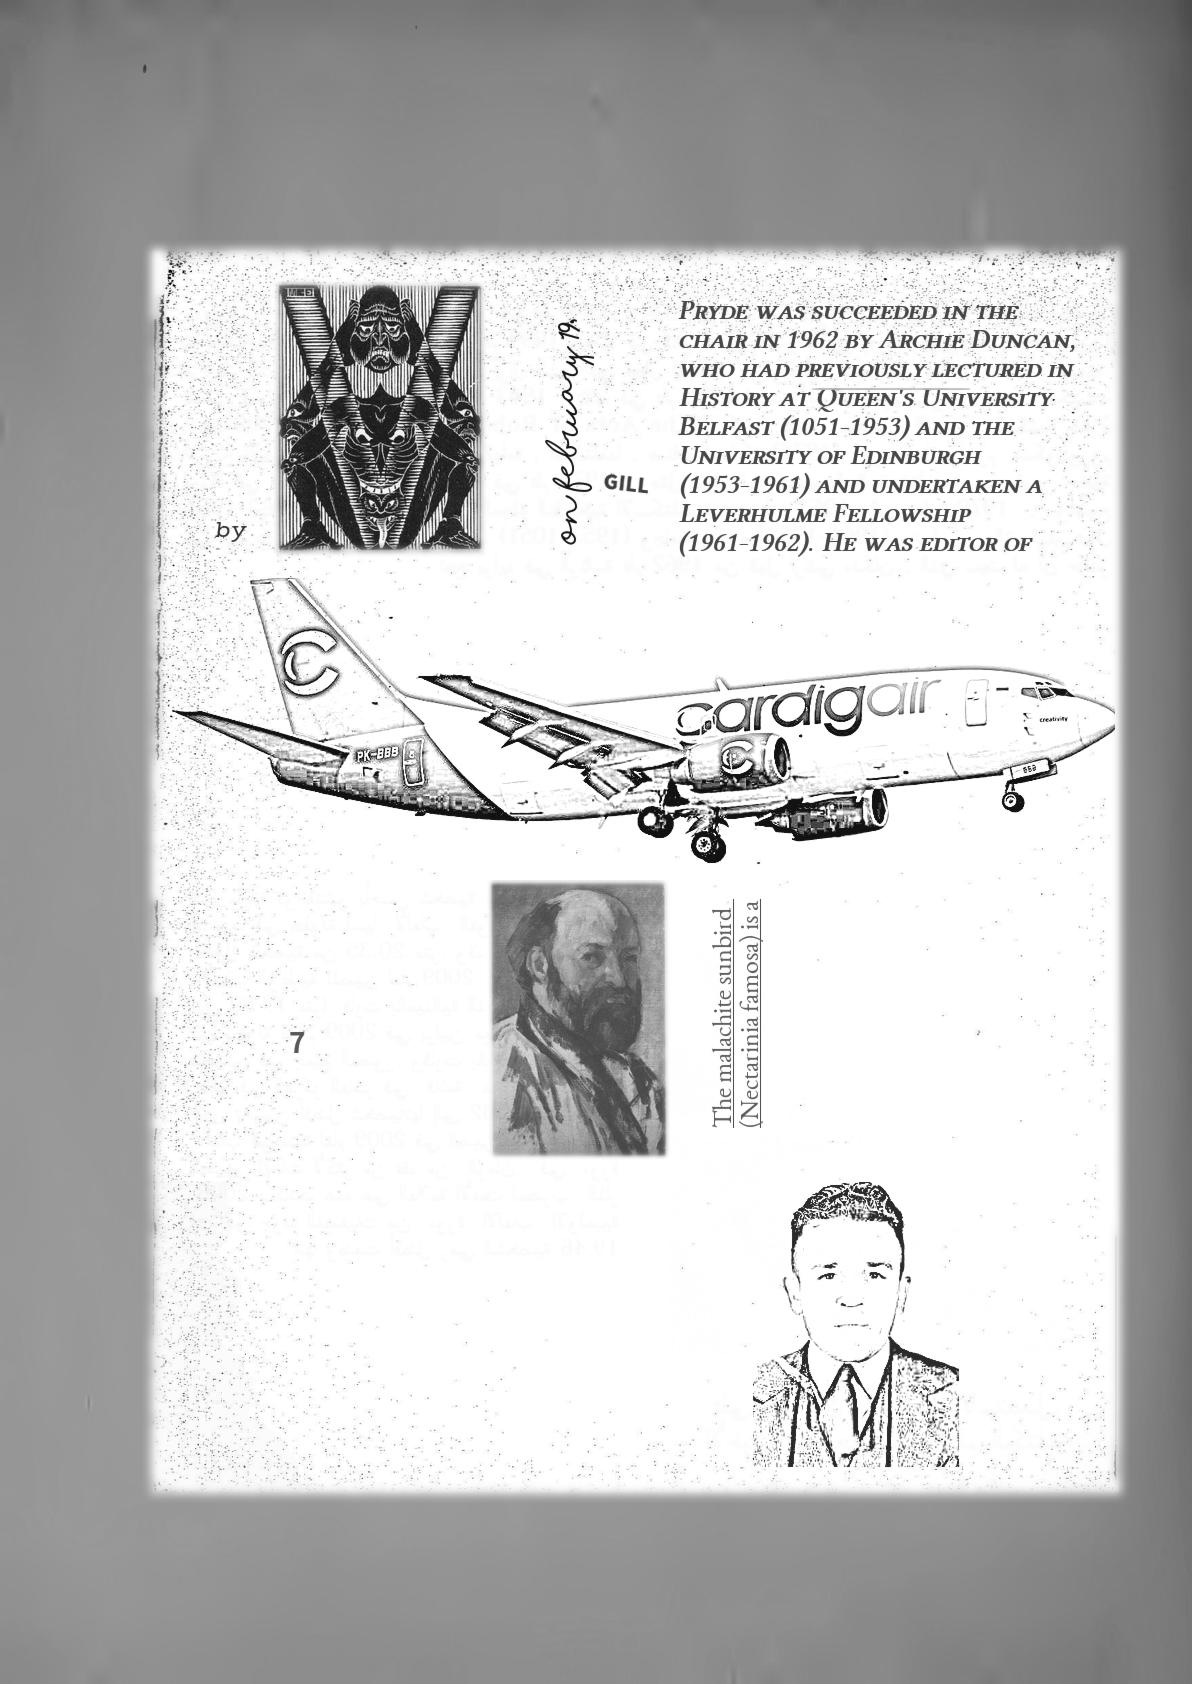 by
on february 19,
GILL
Pryde was succeeded in the
chair in 1962 by Archie Duncan,
who had previously lectured in
History at Queen's University
Belfast (1051-1953) and the
University of Edinburgh
(1953-1961) and undertaken a
Leverhulme Fellowship
(1961-1962). He was editor of
cardigair
creativity
PK-BBB
BBB
7
The malachite sunbird
(Nectarinia famosa) is a